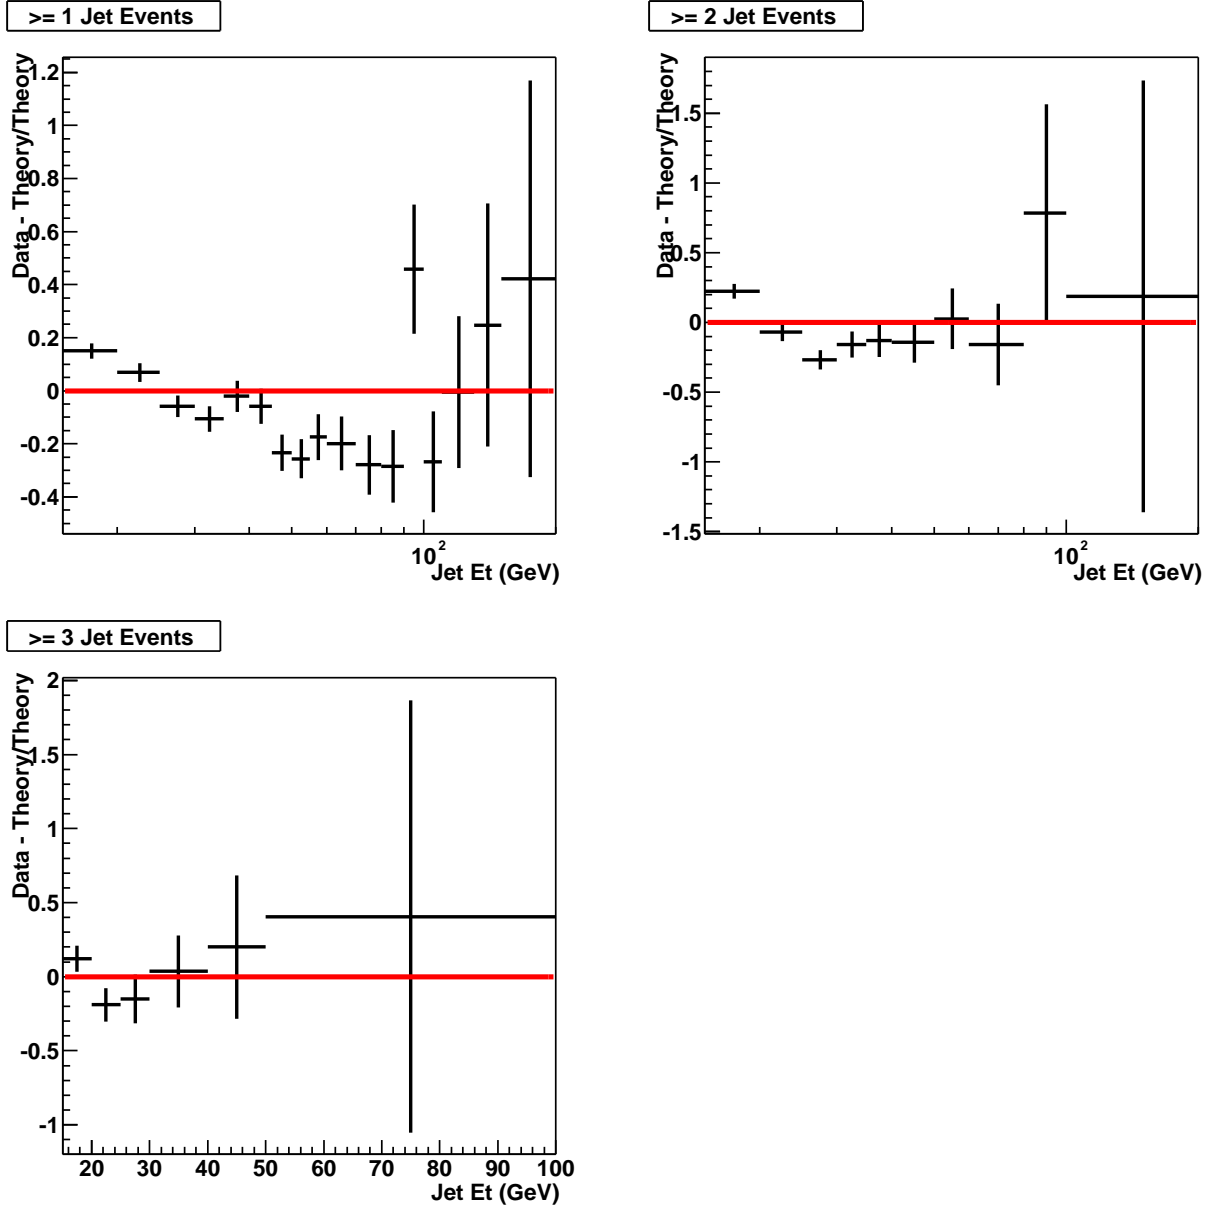 >= 1 Jet Events
Data - Theory/Theory
1.2
1
0.8
0.6
0.4
0.2
0
-0.2
-0.4
10²
Jet Et (GeV)
>= 2 Jet Events
Data - Theory/Theory
1.5
1
0.5
0
-0.5
-1
-1.5
10²
Jet Et (GeV)
>= 3 Jet Events
Data - Theory/Theory
2
1.5
1
0.5
0
-0.5
-1
20 30 40 50 60 70 80 90 100
Jet Et (GeV)